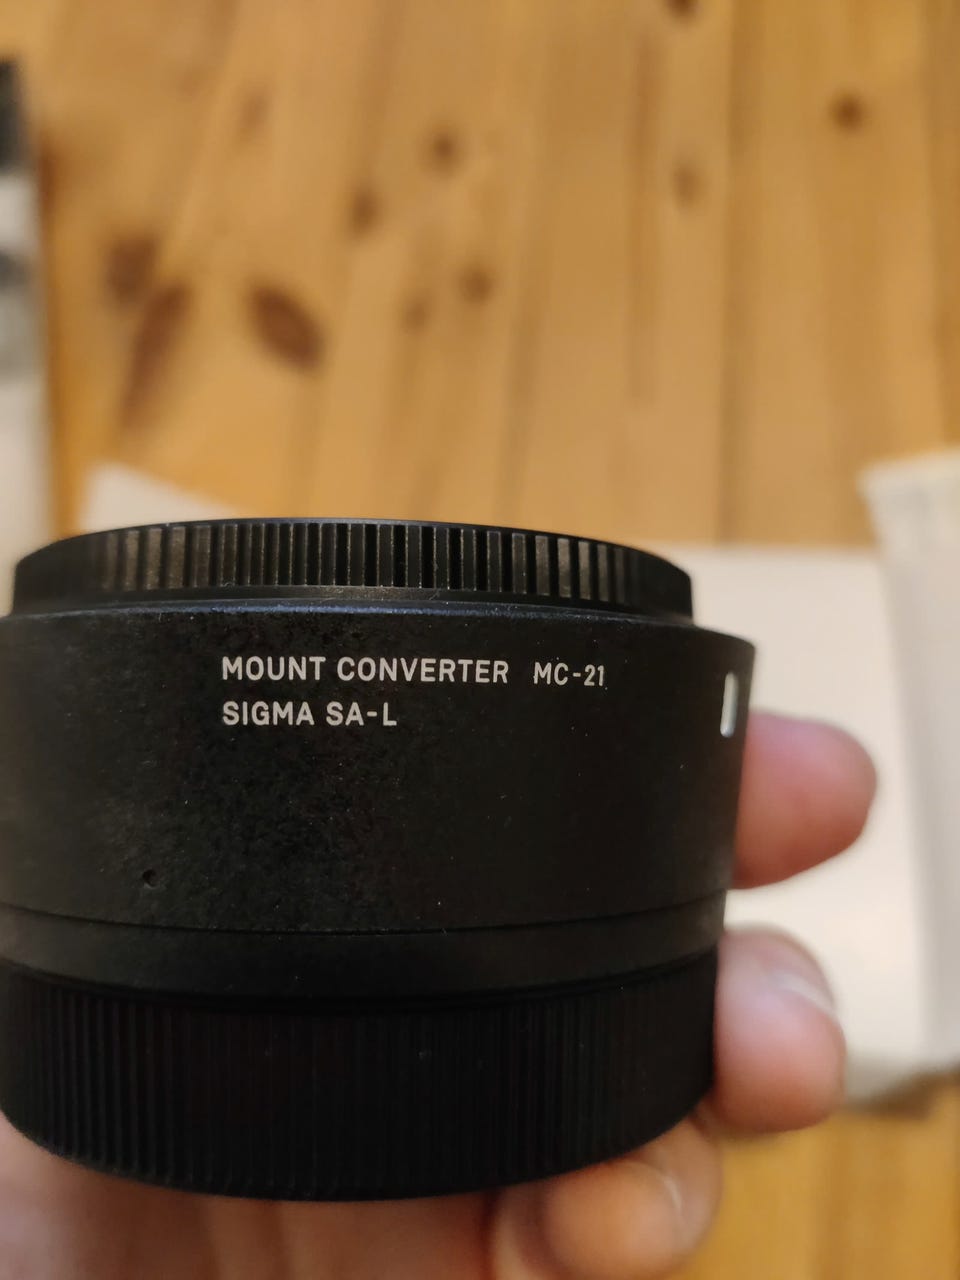 MOUNT CONVERTER MC-21
SIGMA SA-L